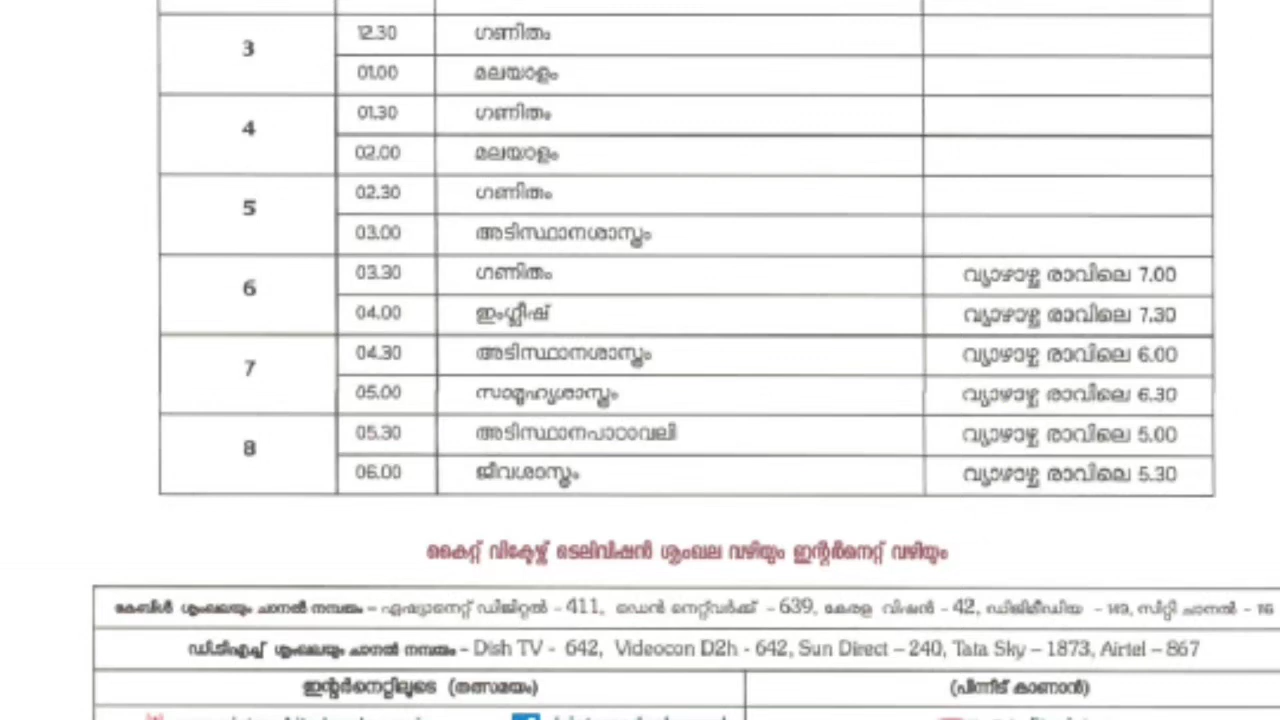 3 12.30 ഗണിതം
01.00 മലയാളം
4 01.30 ഗണിതം
02.00 മലയാളം
5 02.30 ഗണിതം
03.00 അടിസ്ഥാനശാസ്ത്രം
6 03.30 ഗണിതം വ്യാഴാഴ്ച രാവിലെ 7.00
04.00 ഇംഗ്ലീഷ് വ്യാഴാഴ്ച രാവിലെ 7.30
7 04.30 അടിസ്ഥാനശാസ്ത്രം വ്യാഴാഴ്ച രാവിലെ 6.00
05.00 സാമൂഹ്യശാസ്ത്രം വ്യാഴാഴ്ച രാവിലെ 6.30
8 05.30 അടിസ്ഥാനപാഠാവലി വ്യാഴാഴ്ച രാവിലെ 5.00
06.00 ജീവശാസ്ത്രം വ്യാഴാഴ്ച രാവിലെ 5.30
കൈറ്റ് വിക്ടേഴ്സ് ടെലിവിഷൻ ശൃംഖല വഴിയും ഇന്റർനെറ്റ് വഴിയും
കേബിൾ ശൃംഖലയും ചാനൽ നമ്പരും – ഏഷ്യാനെറ്റ് ഡിജിറ്റൽ - 411, ഡെൻ നെറ്റ്‌വർക്ക് - 639, കേരള വിഷൻ - 42, ഡിജിമീഡിയ - 149, സിറ്റി ചാനൽ - 116
ഡി.ടി.എച്ച് ശൃംഖലയും ചാനൽ നമ്പരും – Dish TV - 642, Videocon D2h - 642, Sun Direct – 240, Tata Sky – 1873, Airtel – 867
ഇന്റർനെറ്റിലൂടെ (തത്സമയം) (പിന്നീട് കാണാൻ)